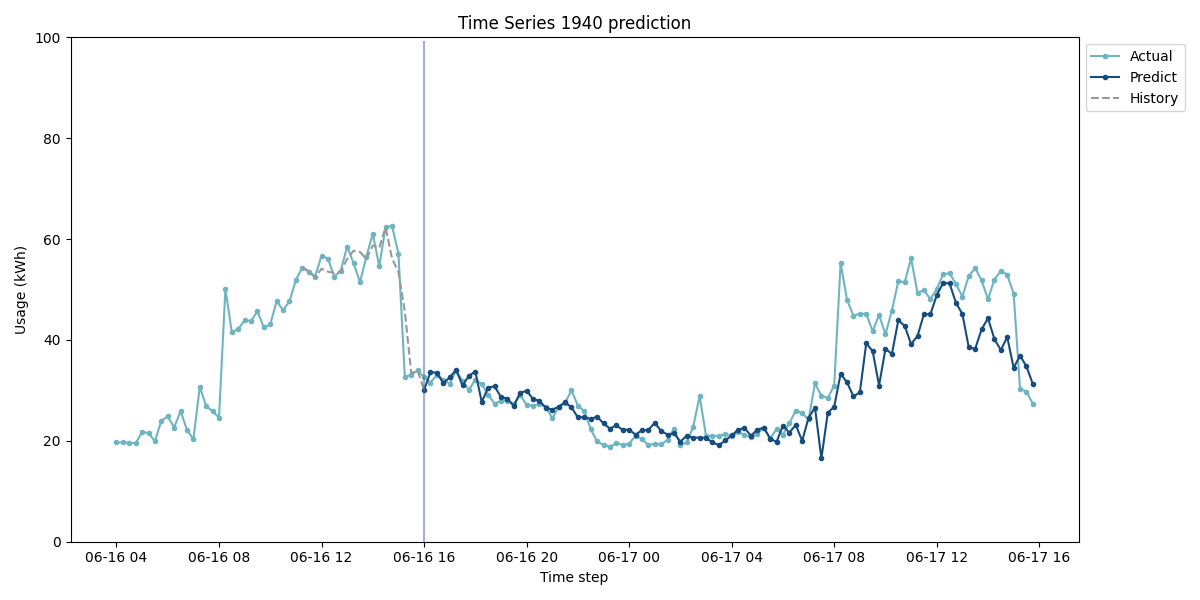 Time Series 1940 prediction
100
80
60
40
20
0
Usage (kWh)
06-16 04
06-16 08
06-16 12
06-16 16
06-16 20
06-17 00
06-17 04
06-17 08
06-17 12
06-17 16
Time step
Actual
Predict
History